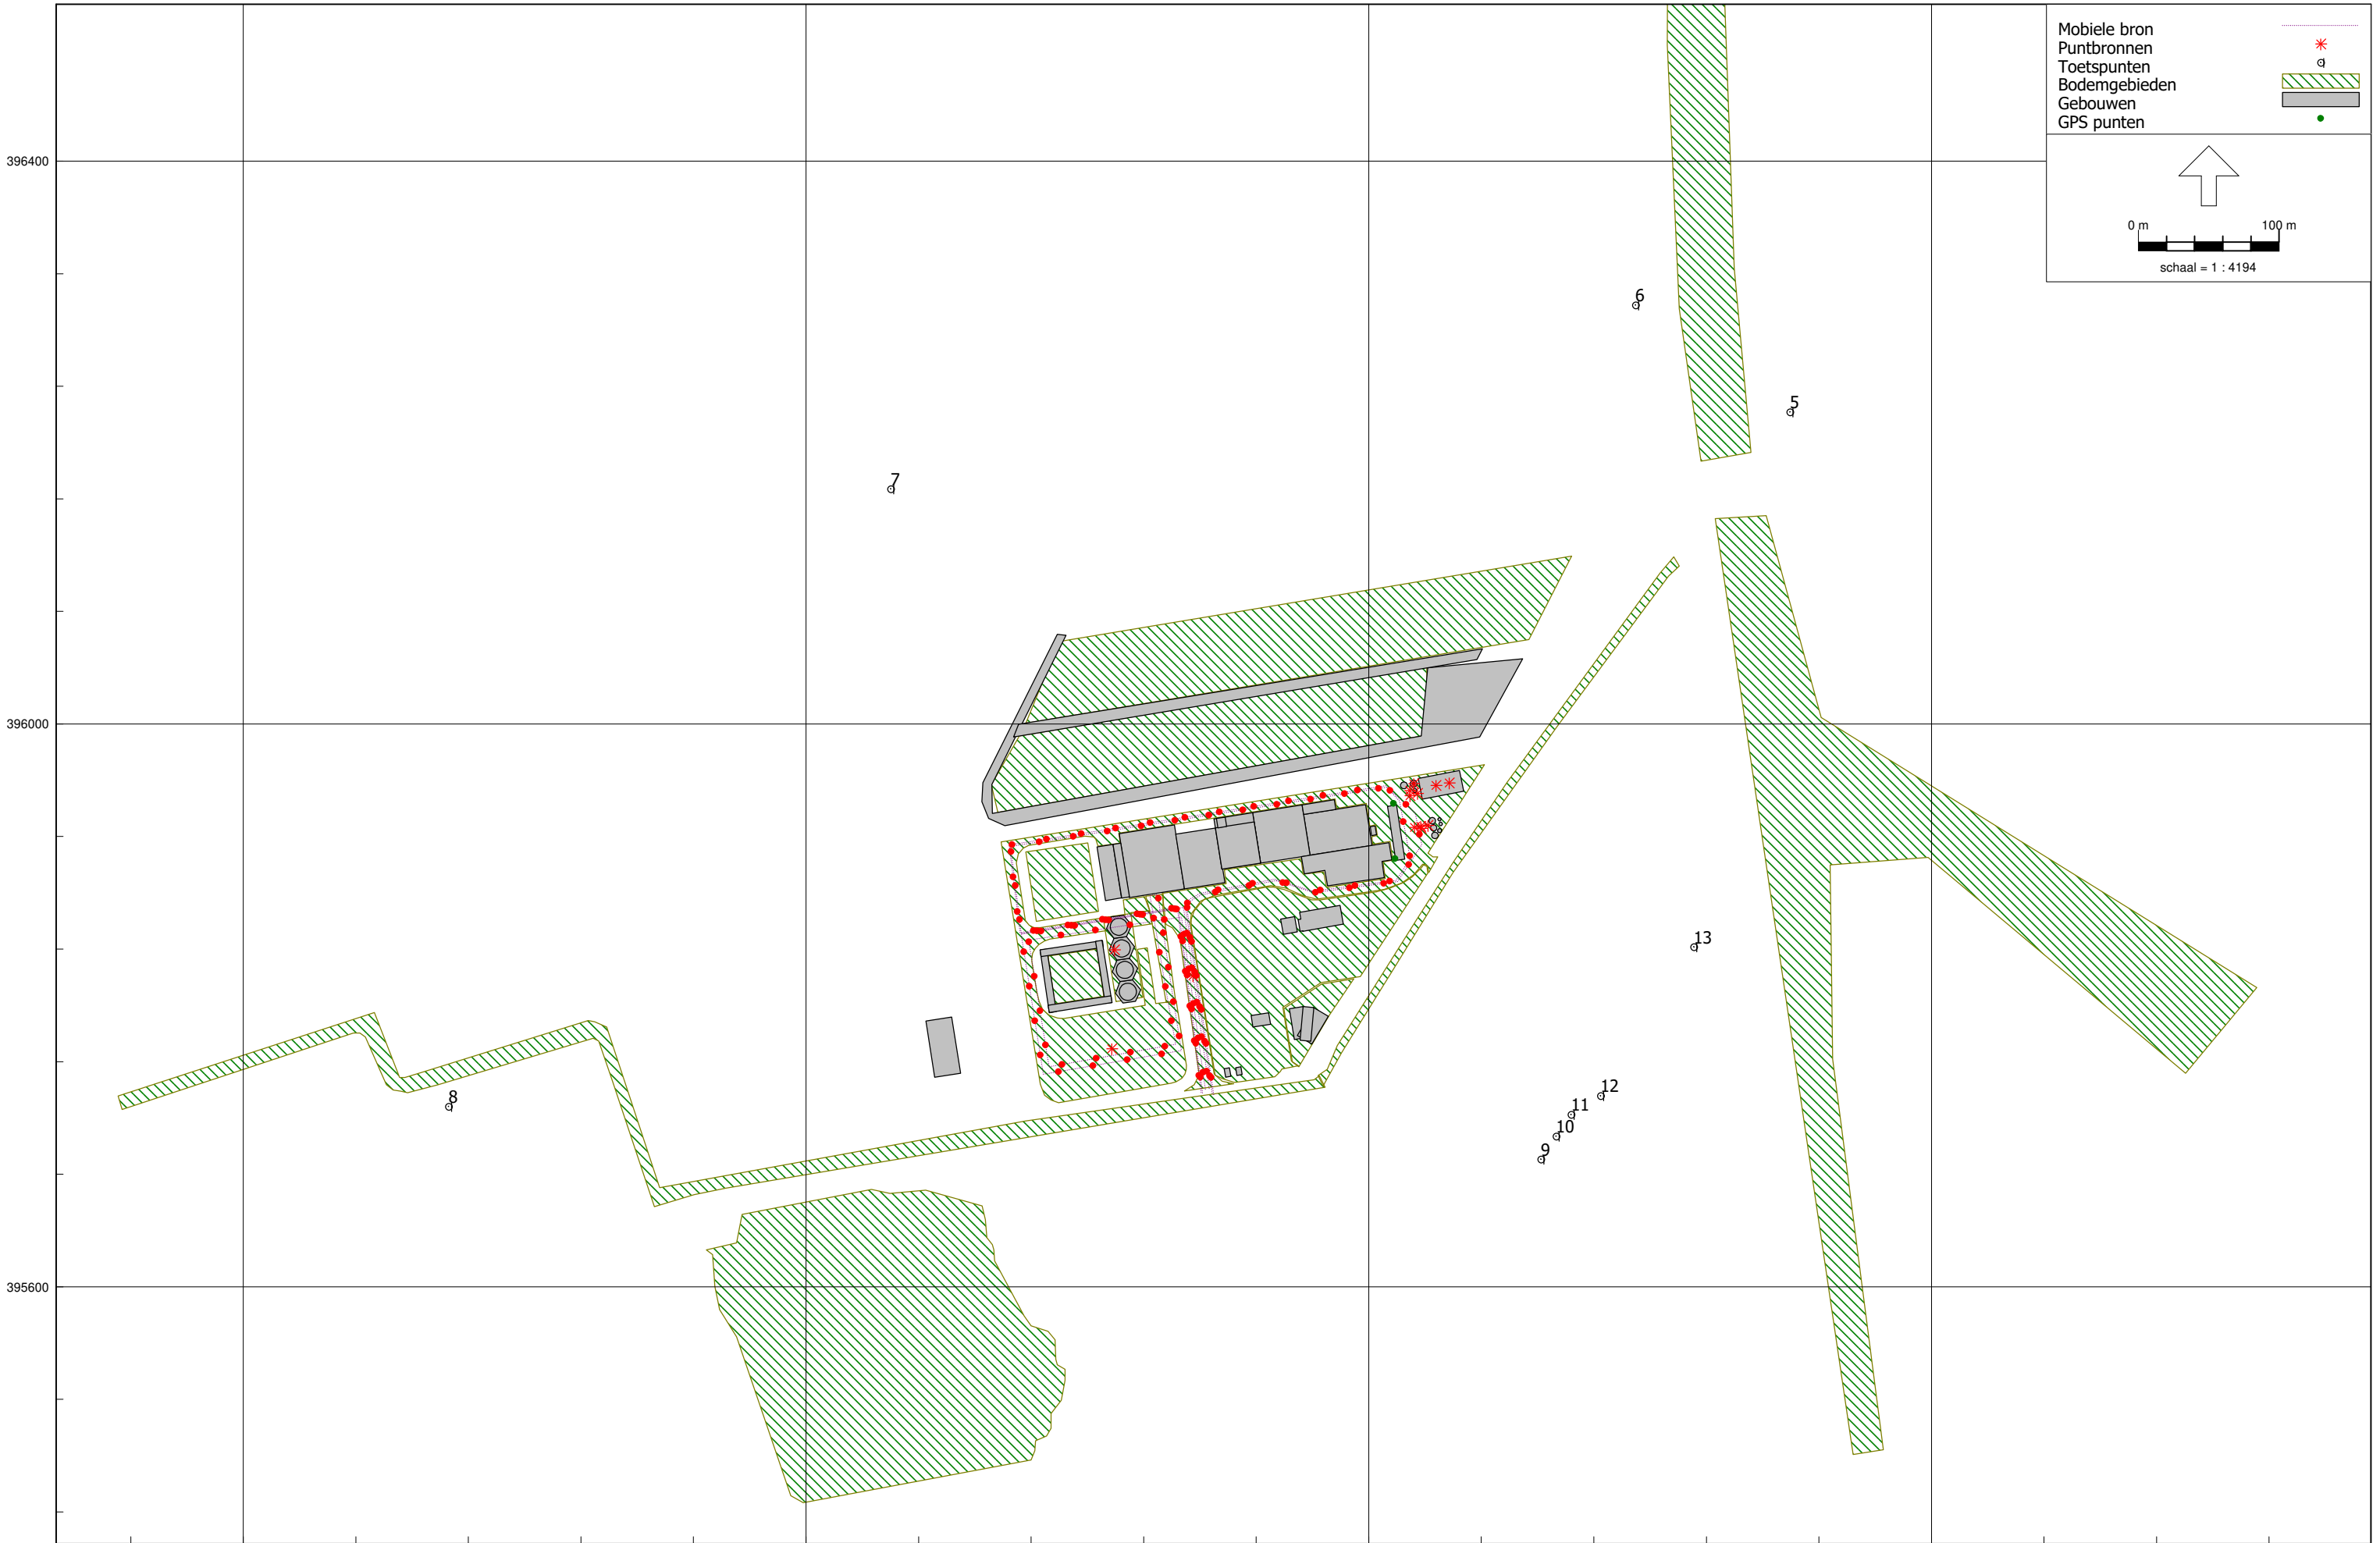 Mobiele bron
Puntbronnen
Toetspunten
Bodemgebieden
Gebouwen
GPS punten
0 m 100 m
schaal = 1 : 4194
396400
6
5
7
396000
13
8
12
11
10
9
395600